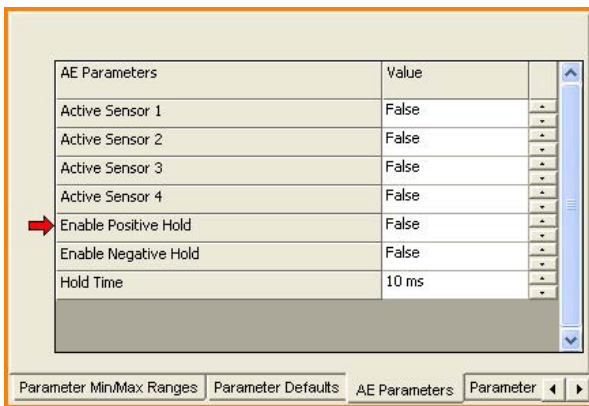 AE Parameters Value
Active Sensor 1 False
Active Sensor 2 False
Active Sensor 3 False
Active Sensor 4 False
Enable Positive Hold False
Enable Negative Hold False
Hold Time 10 ms
Parameter Min/Max Ranges Parameter Defaults AE Parameters Parameter